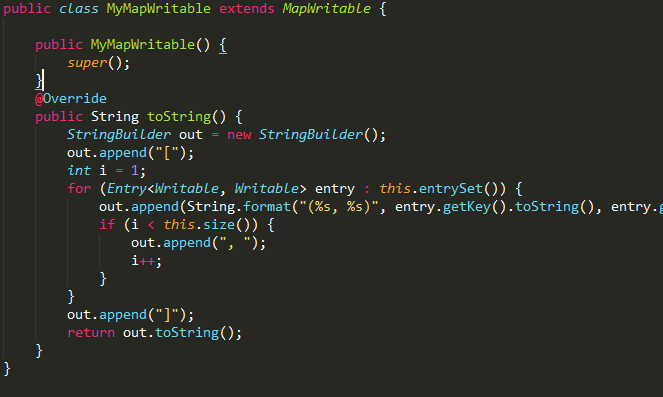 public class MyMapWritable extends MapWritable {
public MyMapWritable() {
super();
}
@Override
public String toString() {
StringBuilder out = new StringBuilder();
out.append("[");
int i = 1;
for (Entry<Writable, Writable> entry : this.entrySet()) {
out.append(String.format("(%s, %s)", entry.getKey().toString(), entry.
if (i < this.size()) {
out.append(", ");
i++;
}
}
out.append("]");
return out.toString();
}
}